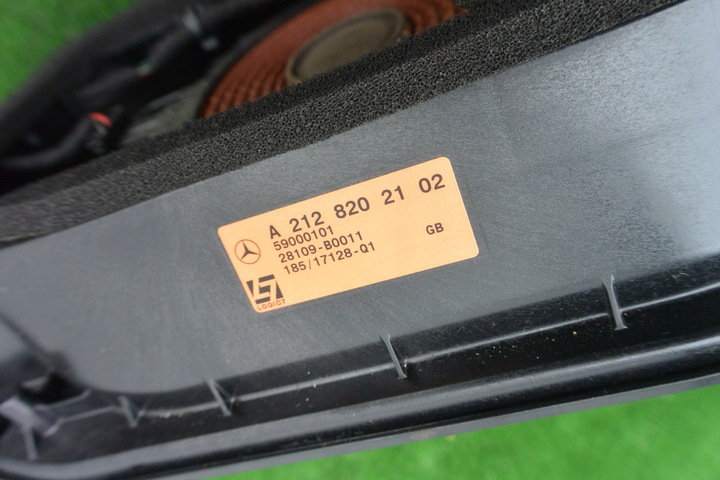 A 212 820 21 02
59000101
28109-B0011 GB
185/17128-Q1
LOGIC7